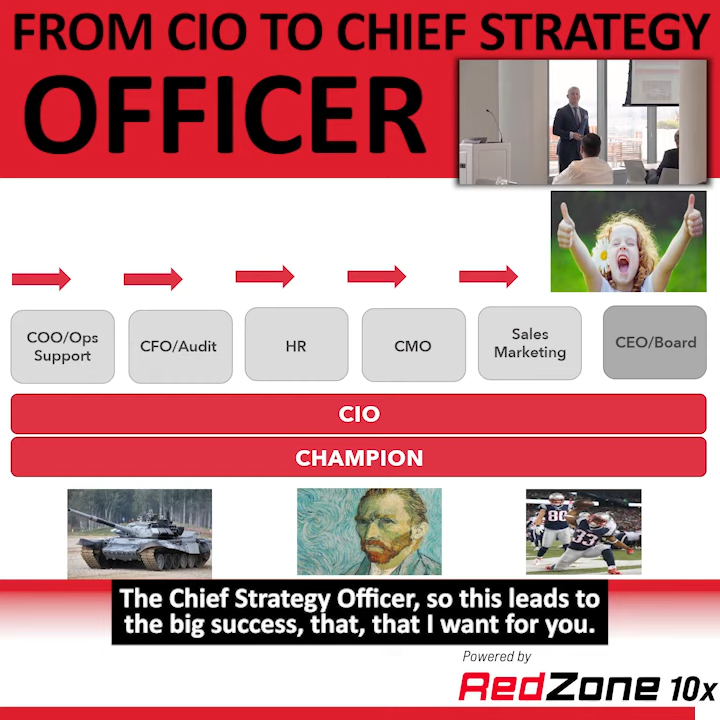 FROM CIO TO CHIEF STRATEGY
OFFICER
COO/Ops
Support
CFO/Audit
HR
CMO
Sales
Marketing
CEO/Board
CIO
CHAMPION
80
33
The Chief Strategy Officer, so this leads to
the big success, that, that I want for you.
Powered by
RedZone 10x